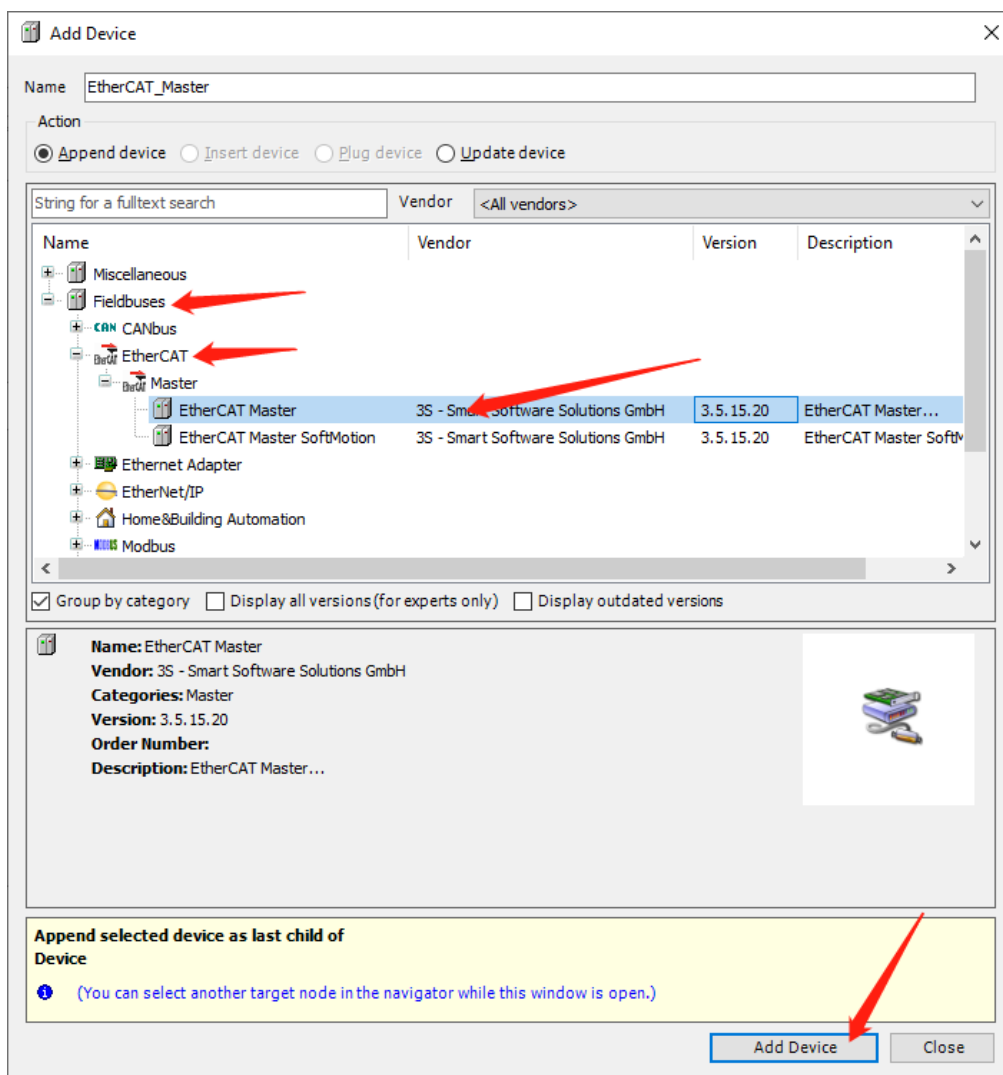 Add Device
Name EtherCAT_Master
Action
Append device Insert device Plug device Update device
String for a fulltext search Vendor <All vendors>
Name Vendor Version Description
Miscellaneous
Fieldbuses
CAN CANbus
EtherCAT
Master
EtherCAT Master 3S - Smart Software Solutions GmbH 3.5.15.20 EtherCAT Master...
EtherCAT Master SoftMotion 3S - Smart Software Solutions GmbH 3.5.15.20 EtherCAT Master SoftM
Ethernet Adapter
EtherNet/IP
Home&Building Automation
Modbus
Group by category Display all versions (for experts only) Display outdated versions
Name: EtherCAT Master
Vendor: 3S - Smart Software Solutions GmbH
Categories: Master
Version: 3.5.15.20
Order Number:
Description: EtherCAT Master...
Append selected device as last child of
Device
(You can select another target node in the navigator while this window is open.)
Add Device Close